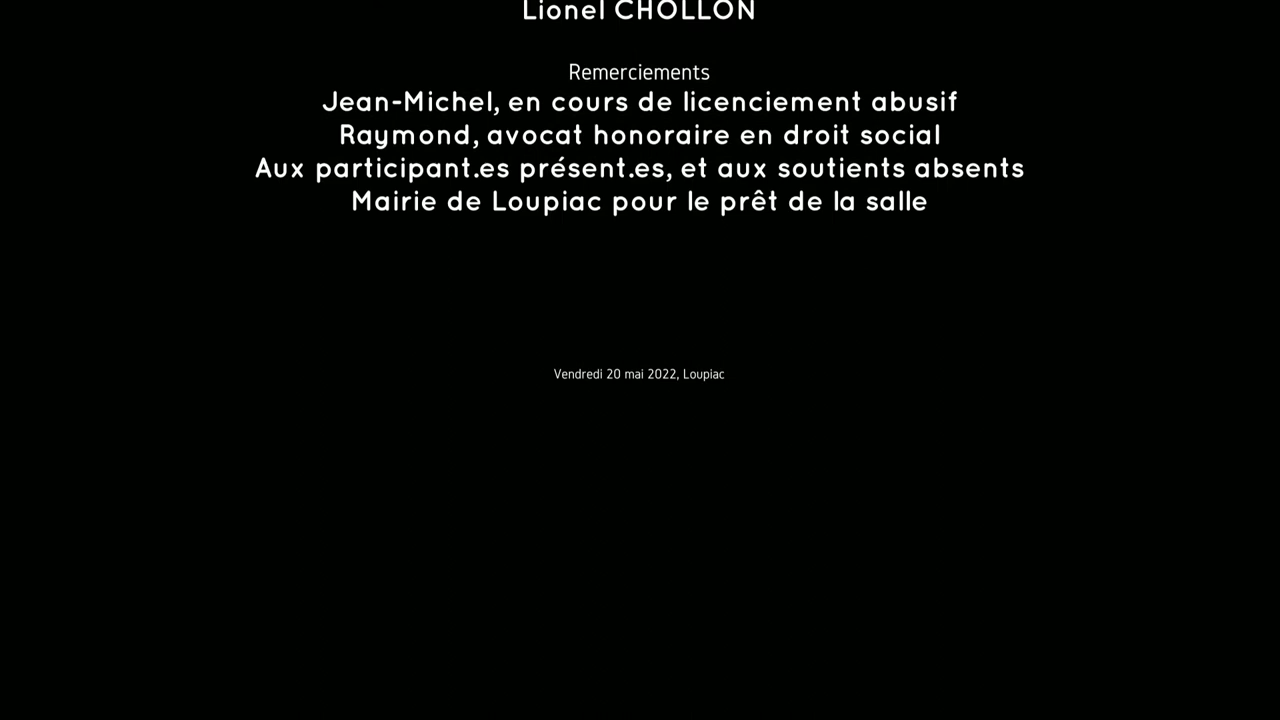 Lionel CHOLLON
Remerciements
Jean-Michel, en cours de licenciement abusif
Raymond, avocat honoraire en droit social
Aux participant.es présent.es, et aux soutients absents
Mairie de Loupiac pour le prêt de la salle
Vendredi 20 mai 2022, Loupiac